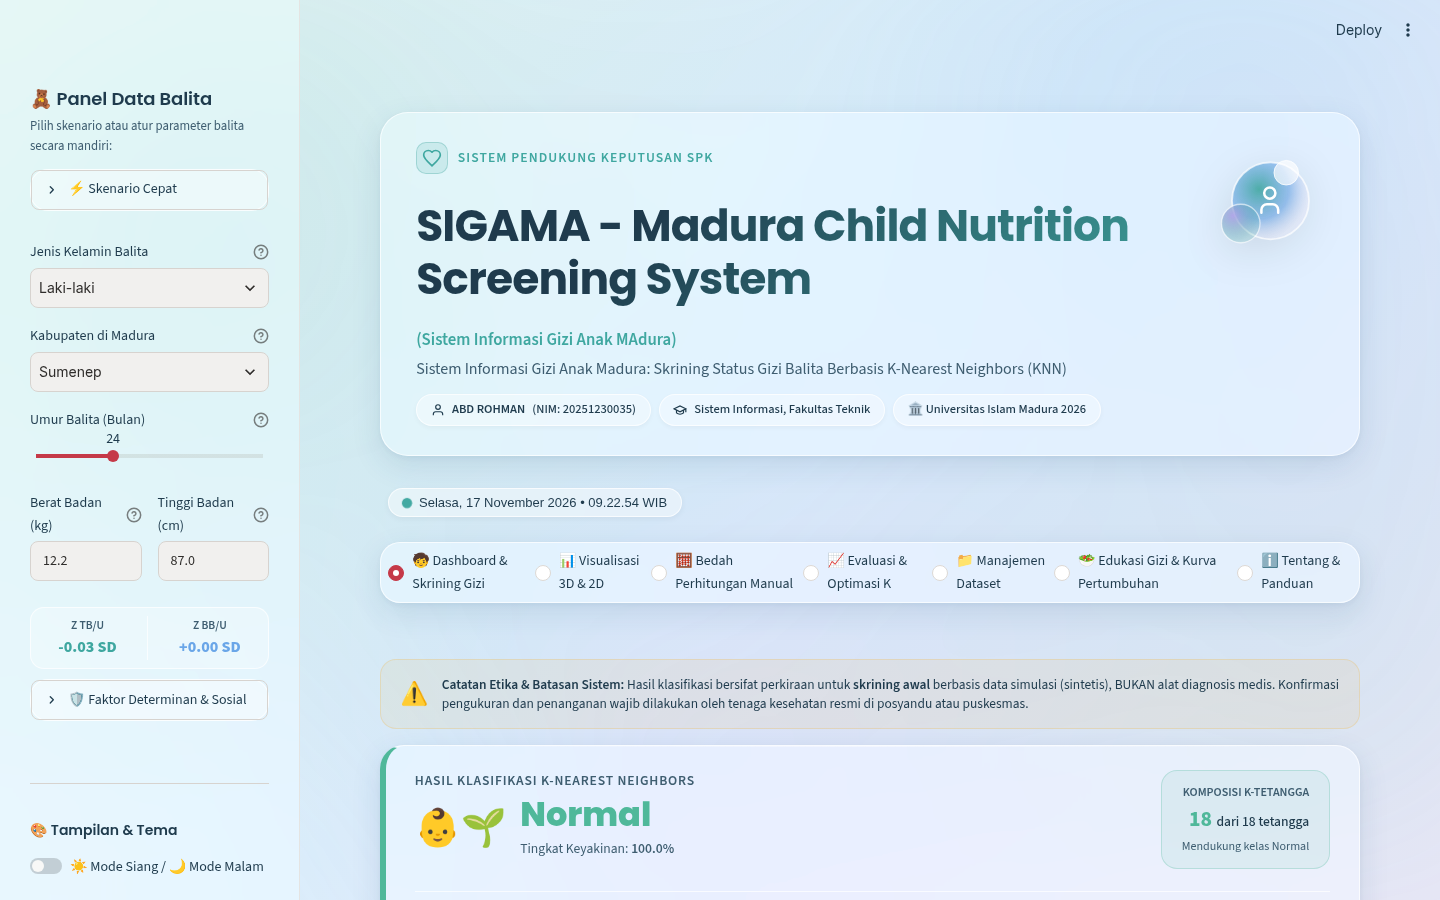 Deploy
🧸 Panel Data Balita
Pilih skenario atau atur parameter balita
secara mandiri:
⚡ Skenario Cepat
Jenis Kelamin Balita
Laki-laki
Kabupaten di Madura
Sumenep
Umur Balita (Bulan)
24
Berat Badan
(kg)
Tinggi Badan
(cm)
12.2
87.0
Z TB/U
-0.03 SD
Z BB/U
+0.00 SD
🛡️ Faktor Determinan & Sosial
🎨 Tampilan & Tema
☀️ Mode Siang / 🌙 Mode Malam
SISTEM PENDUKUNG KEPUTUSAN SPK
SIGAMA - Madura Child Nutrition
Screening System
(Sistem Informasi Gizi Anak MAdura)
Sistem Informasi Gizi Anak Madura: Skrining Status Gizi Balita Berbasis K-Nearest Neighbors (KNN)
ABD ROHMAN (NIM: 20251230035)
Sistem Informasi, Fakultas Teknik
🏛️ Universitas Islam Madura 2026
Selasa, 17 November 2026 • 09.22.54 WIB
🧒 Dashboard &
Skrining Gizi
📊 Visualisasi
3D & 2D
🧮 Bedah
Perhitungan Manual
📈 Evaluasi &
Optimasi K
📁 Manajemen
Dataset
🥗 Edukasi Gizi & Kurva
Pertumbuhan
ℹ️ Tentang &
Panduan
⚠️ Catatan Etika & Batasan Sistem: Hasil klasifikasi bersifat perkiraan untuk skrining awal berbasis data simulasi (sintetis), BUKAN alat diagnosis medis. Konfirmasi
pengukuran dan penanganan wajib dilakukan oleh tenaga kesehatan resmi di posyandu atau puskesmas.
HASIL KLASIFIKASI K-NEAREST NEIGHBORS
👶🌱 Normal
Tingkat Keyakinan: 100.0%
KOMPOSISI K-TETANGGA
18 dari 18 tetangga
Mendukung kelas Normal